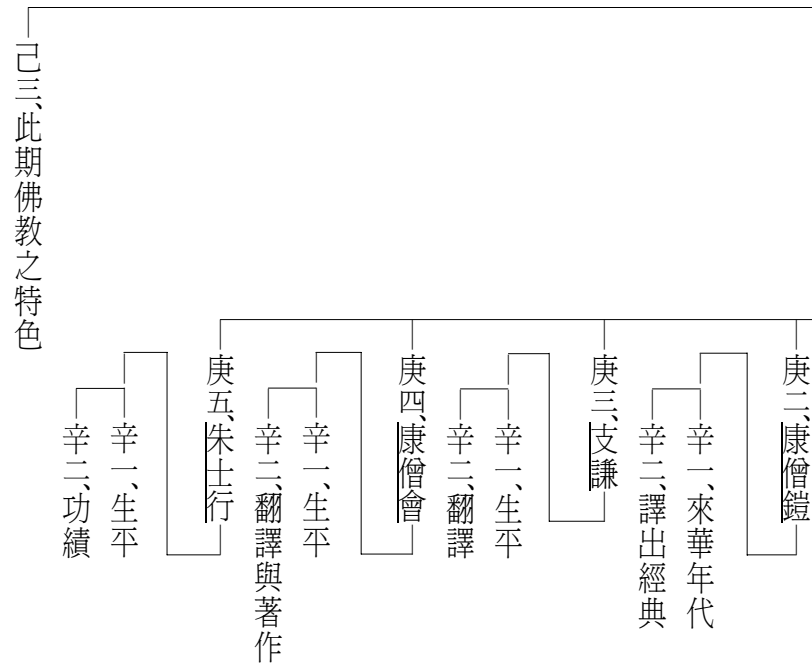 庚二、康僧鎧
辛一、來華年代
辛二、譯出經典
庚三、支謙
辛一、生平
辛二、翻譯
庚四、康僧會
辛一、生平
辛二、翻譯與著作
庚五、朱士行
辛一、生平
辛二、功績
己三、此期佛教之特色